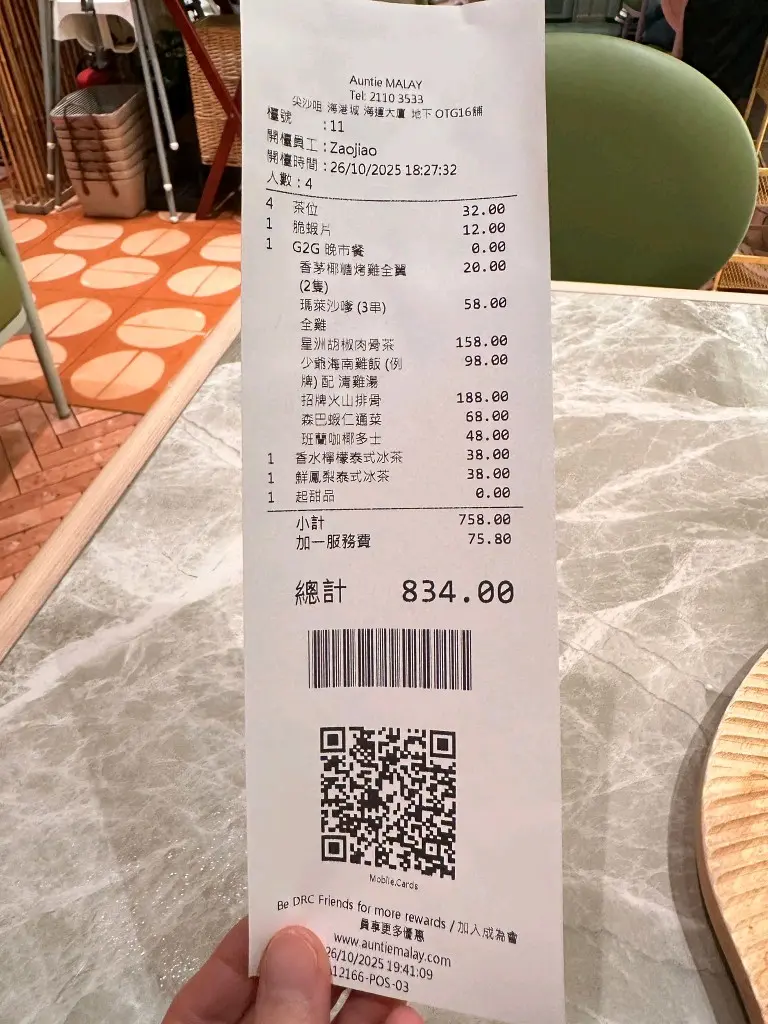 Auntie MALAY
Tel: 2110 3533
尖沙咀 海港城 海運大廈 地下 OTG16舖
檯號 : 11
開檯員工 : Zaojiao
開檯時間 : 26/10/2025 18:27:32
人數 : 4
4 茶位 32.00
1 脆蝦片 12.00
1 G2G 晚市餐 0.00
香茅椰糖烤雞全翼 20.00
(2隻)
瑪萊沙嗲 (3串) 58.00
全雞
星洲胡椒肉骨茶 158.00
少爺海南雞飯 (例 98.00
牌) 配 清雞湯
招牌火山排骨 188.00
森巴蝦仁通菜 68.00
班蘭咖椰多士 48.00
1 香水檸檬泰式冰茶 38.00
1 鮮鳳梨泰式冰茶 38.00
1 起甜品 0.00
小計 758.00
加一服務費 75.80
總計 834.00
Mobile.Cards
Be DRC Friends for more rewards / 加入成為會
員享更多優惠
www.auntiemalay.com
26/10/2025 19:41:09
A12166-POS-03